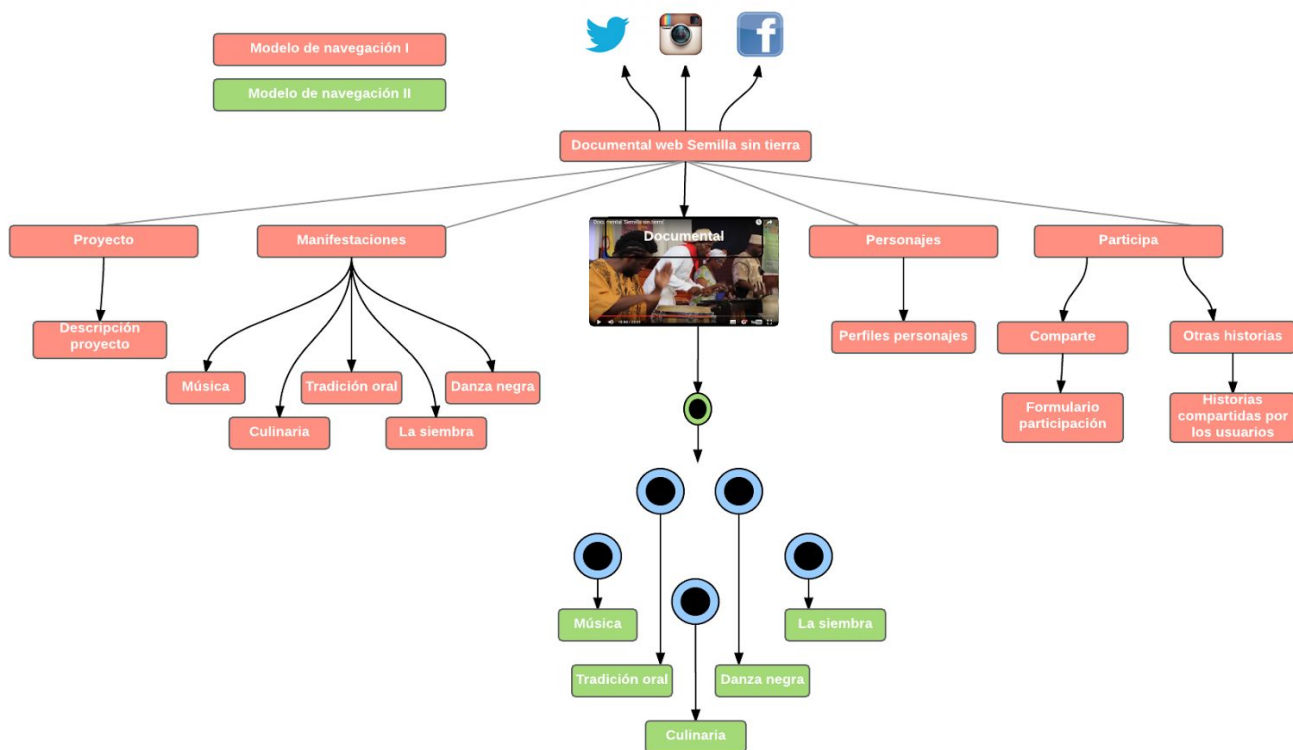 Modelo de navegación I
Modelo de navegación II
f
Documental web Semilla sin tierra
Proyecto
Manifestaciones
Documental
Personajes
Participa
Descripción
proyecto
Música
Tradición oral
Danza negra
Culinaria
La siembra
Perfiles personajes
Comparte
Otras historias
Formulario
participación
Historias
compartidas por
los usuarios
Música
La siembra
Tradición oral
Danza negra
Culinaria